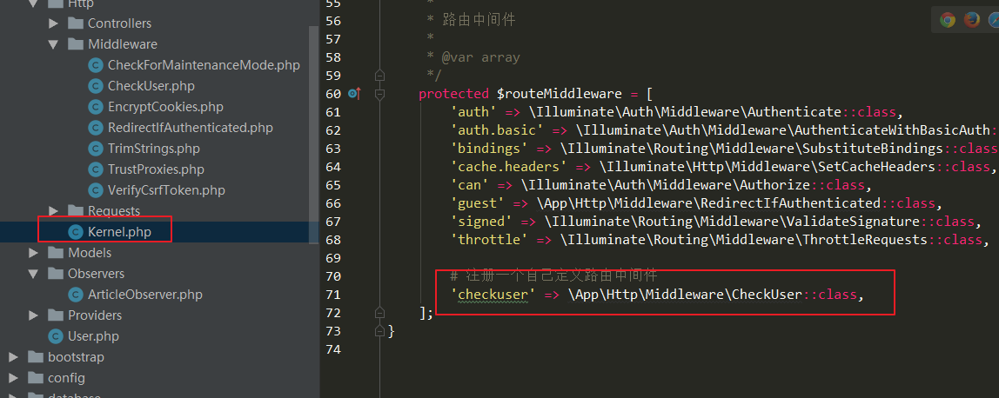 Http
Controllers
Middleware
CheckForMaintenanceMode.php
CheckUser.php
EncryptCookies.php
RedirectIfAuthenticated.php
TrimStrings.php
TrustProxies.php
VerifyCsrfToken.php
Requests
Kernel.php
Models
Observers
ArticleObserver.php
Providers
User.php
bootstrap
config
database
55 *
56 * 路由中间件
57 *
58 * @var array
59 */
60 protected $routeMiddleware = [
61 'auth' => \Illuminate\Auth\Middleware\Authenticate::class,
62 'auth.basic' => \Illuminate\Auth\Middleware\AuthenticateWithBasicAuth::
63 'bindings' => \Illuminate\Routing\Middleware\SubstituteBindings::class
64 'cache.headers' => \Illuminate\Http\Middleware\SetCacheHeaders::class,
65 'can' => \Illuminate\Auth\Middleware\Authorize::class,
66 'guest' => \App\Http\Middleware\RedirectIfAuthenticated::class,
67 'signed' => \Illuminate\Routing\Middleware\ValidateSignature::class,
68 'throttle' => \Illuminate\Routing\Middleware\ThrottleRequests::class,
69
70 # 注册一个自己定义路由中间件
71 'checkuser' => \App\Http\Middleware\CheckUser::class,
72 ];
73 }
74